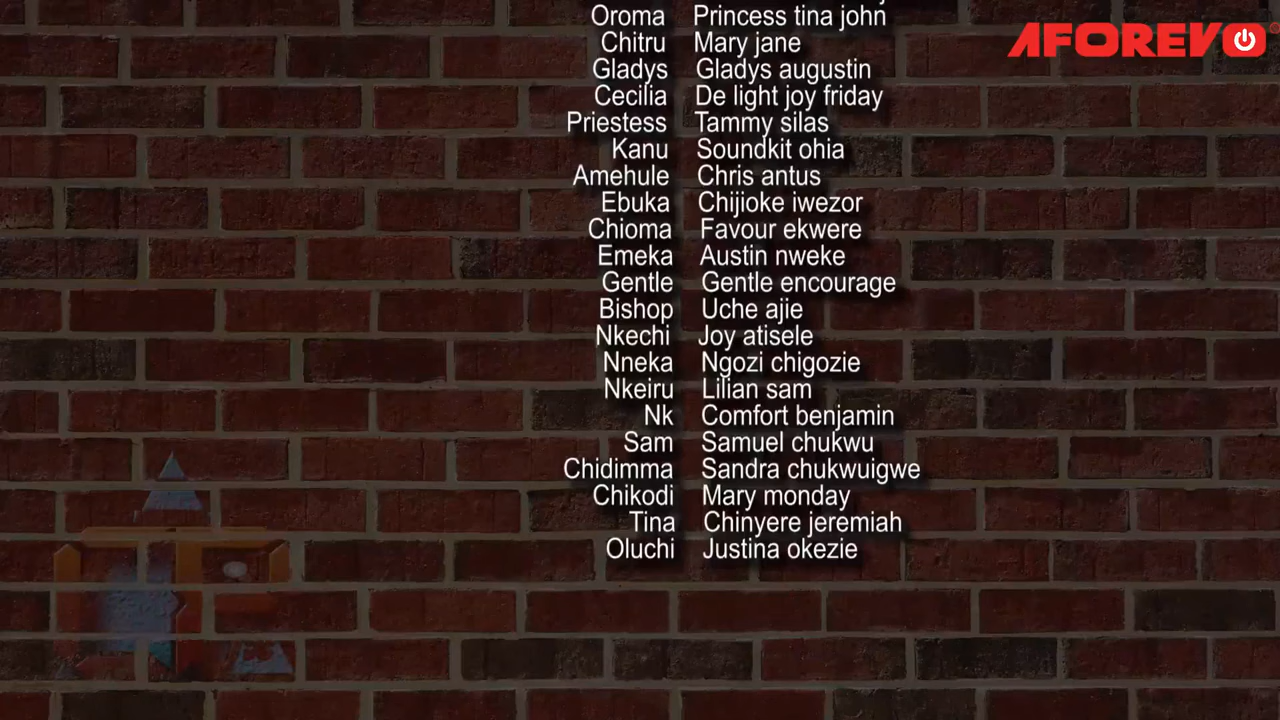 AFOREVO
Oroma Princess tina john
Chitru Mary jane
Gladys Gladys augustin
Cecilia De light joy friday
Priestess Tammy silas
Kanu Soundkit ohia
Amehule Chris antus
Ebuka Chijioke iwezor
Chioma Favour ekwere
Emeka Austin nweke
Gentle Gentle encourage
Bishop Uche ajie
Nkechi Joy atisele
Nneka Ngozi chigozie
Nkeiru Lilian sam
Nk Comfort benjamin
Sam Samuel chukwu
Chidimma Sandra chukwuigwe
Chikodi Mary monday
Tina Chinyere jeremiah
Oluchi Justina okezie